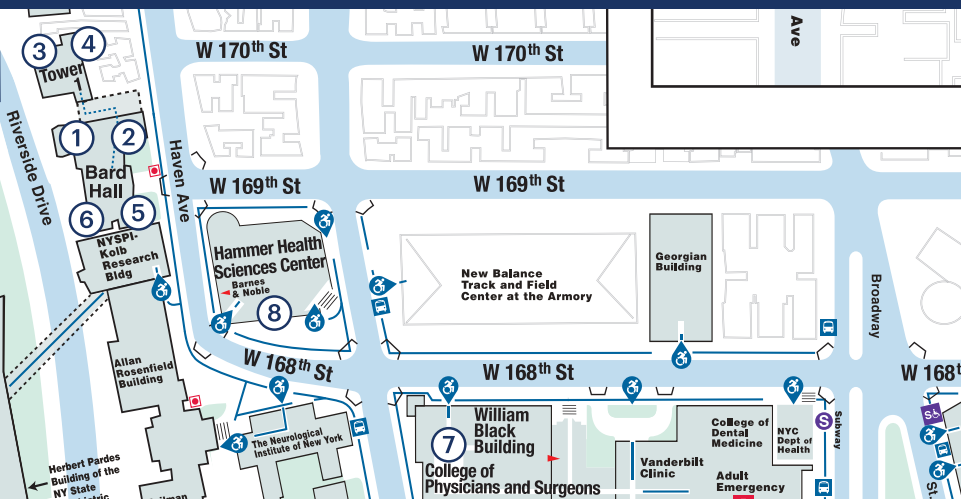 Ave
W 170th St
W 170th St
3
4
Tower
1
Riverside Drive
1
2
Haven Ave
Bard
Hall
W 169th St
W 169th St
6
5
NYSPI-
Kolb
Research
Bldg
Hammer Health
Sciences Center
Barnes
& Noble
8
New Balance
Track and Field
Center at the Armory
Georgian
Building
Broadway
Allan
Rosenfield
Building
W 168th St
W 168th St
W 168t
The Neurological
Institute of New York
William
Black
Building
7
College of
Physicians and Surgeons
College of
Dental
Medicine
NYC
Dept of
Health
S
Subway
S
Vanderbilt
Clinic
Adult
Emergency
Herbert Pardes
Building of the
NY State